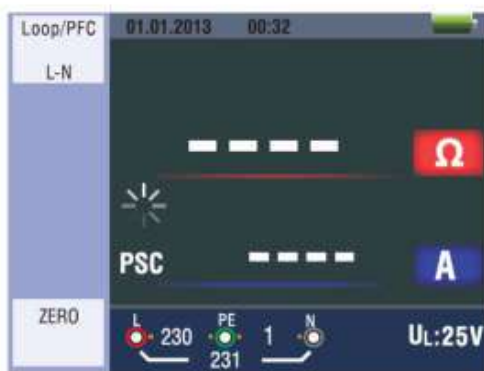 Loop/PFC 01.01.2013 00:32
L-N
---- Ω
PSC ---- A
ZERO
L PE N
230 1
231
UL:25V